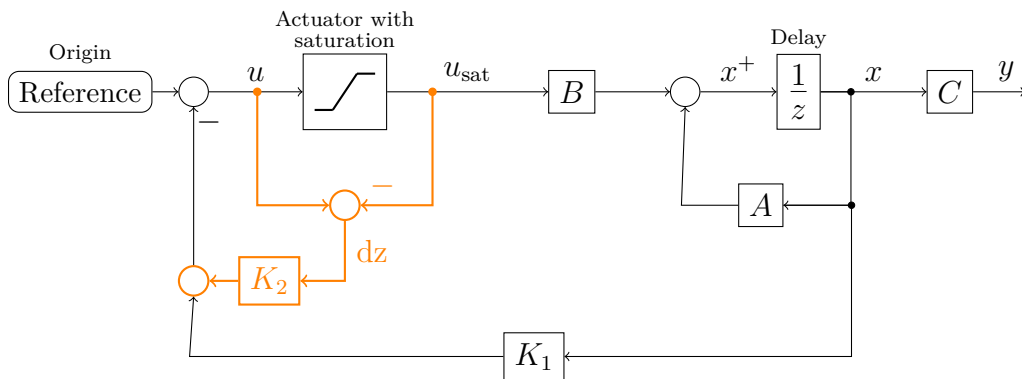 Actuator with
saturation
Origin
Delay
Reference
u
u_sat
B
x^+
1
z
x
C
y
−
−
A
dz
K_2
K_1